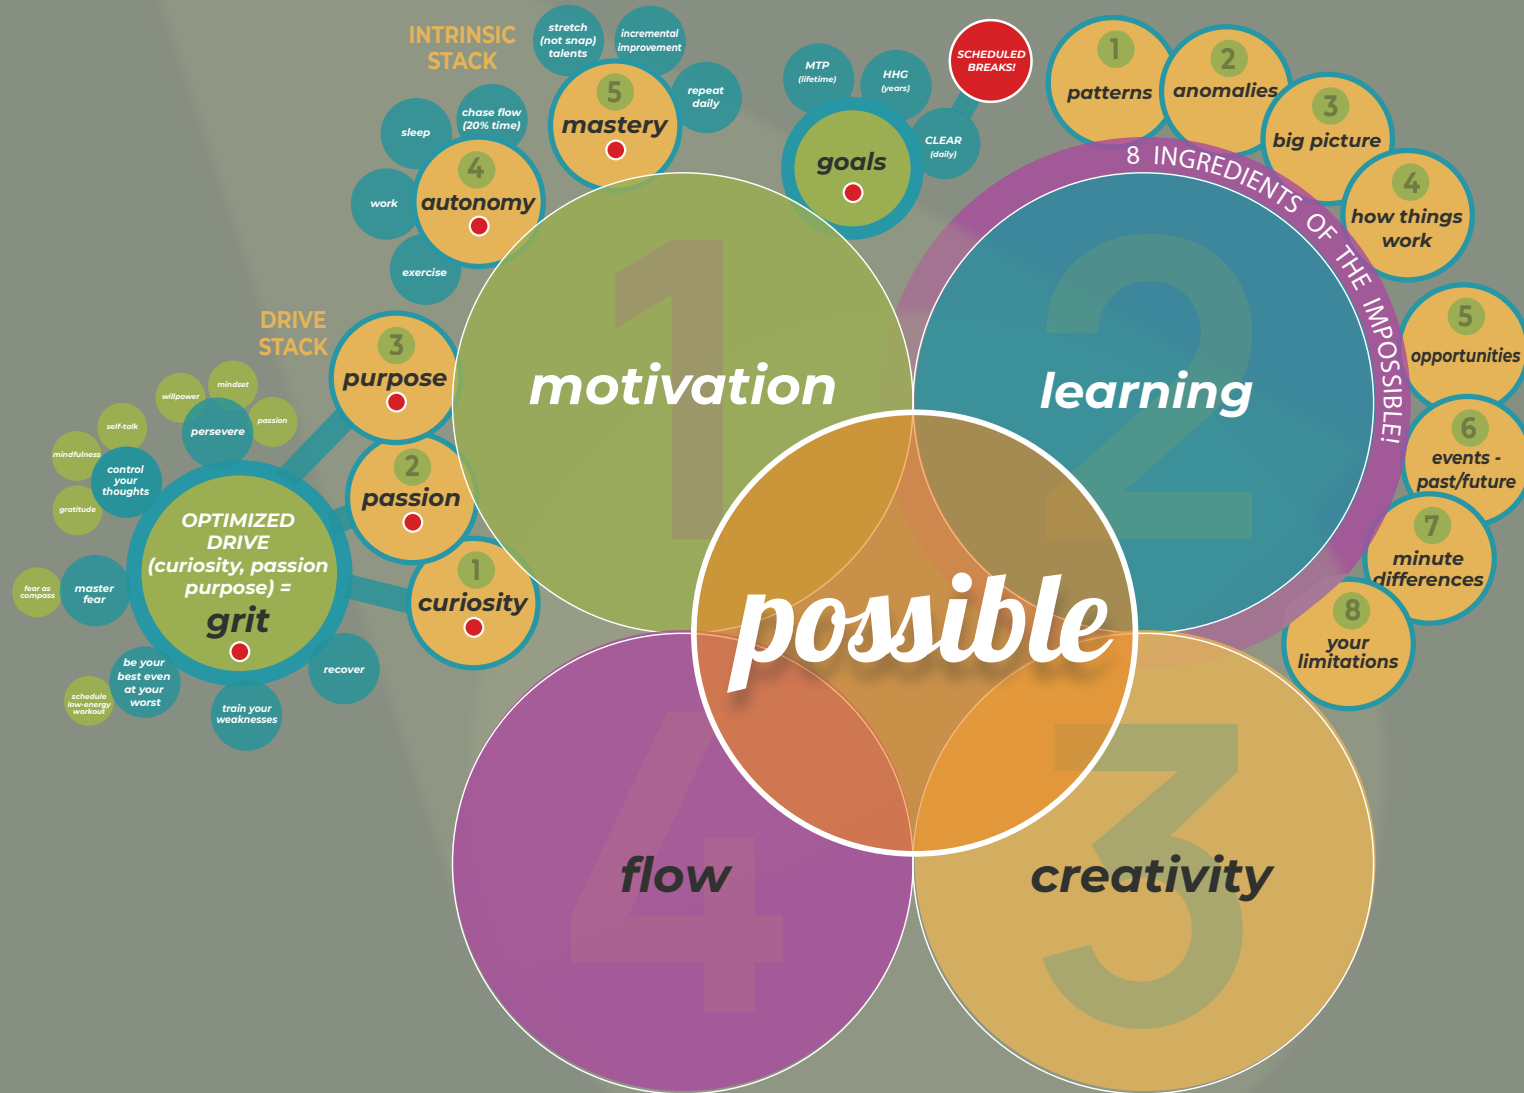 INTRINSIC
STACK
stretch
(not snap)
talents
incremental
improvement
repeat
daily
5
mastery
sleep
chase flow
(20% time)
work
exercise
4
autonomy
DRIVE
STACK
3
purpose
2
passion
1
curiosity
mindset
willpower
passion
persevere
self-talk
mindfulness
gratitude
control
your
thoughts
OPTIMIZED
DRIVE
(curiosity, passion
purpose) =
grit
fear as
compass
master
fear
be your
best even
at your
worst
schedule
low-energy
workout
train your
weaknesses
recover
MTP
(lifetime)
HHG
(years)
CLEAR
(daily)
SCHEDULED
BREAKS!
goals
1
patterns
2
anomalies
3
big picture
4
how things
work
5
opportunities
6
events -
past/future
7
minute
differences
8
your
limitations
8 INGREDIENTS OF THE IMPOSSIBLE!
1
motivation
2
learning
possible
4
flow
3
creativity